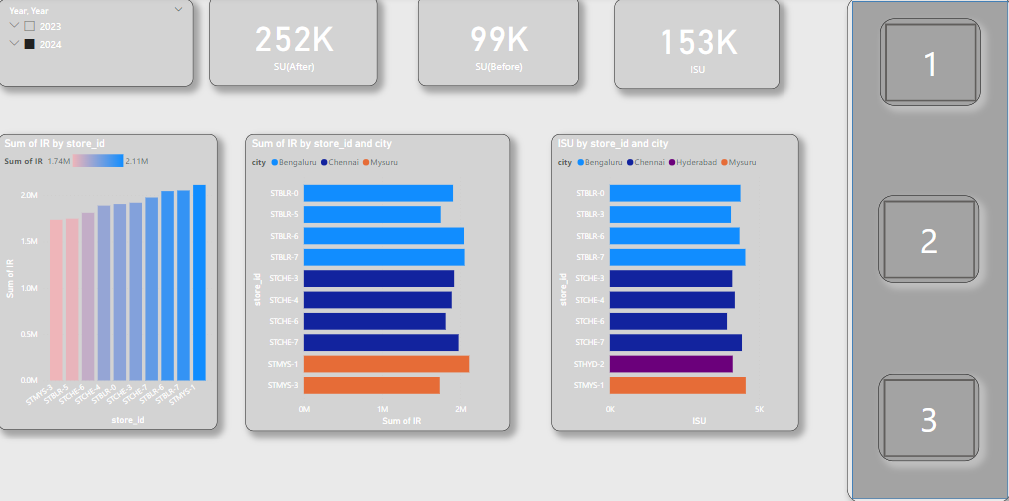 Year, Year
2023
2024
252K
SU(After)
99K
SU(Before)
153K
ISU
1
2
3
Sum of IR by store_id
Sum of IR 1.74M 2.11M
Sum of IR
2.0M
1.5M
1.0M
0.5M
0.0M
STMYS-3
STBLR-5
STCHE-6
STCHE-4
STBLR-0
STCHE-3
STCHE-7
STBLR-6
STBLR-7
STMYS-1
store_id
Sum of IR by store_id and city
city Bengaluru Chennai Mysuru
store_id
STBLR-0
STBLR-5
STBLR-6
STBLR-7
STCHE-3
STCHE-4
STCHE-6
STCHE-7
STMYS-1
STMYS-3
0M 1M 2M
Sum of IR
ISU by store_id and city
city Bengaluru Chennai Hyderabad Mysuru
store_id
STBLR-0
STBLR-3
STBLR-6
STBLR-7
STCHE-3
STCHE-4
STCHE-6
STCHE-7
STHYD-2
STMYS-1
0K 5K
ISU